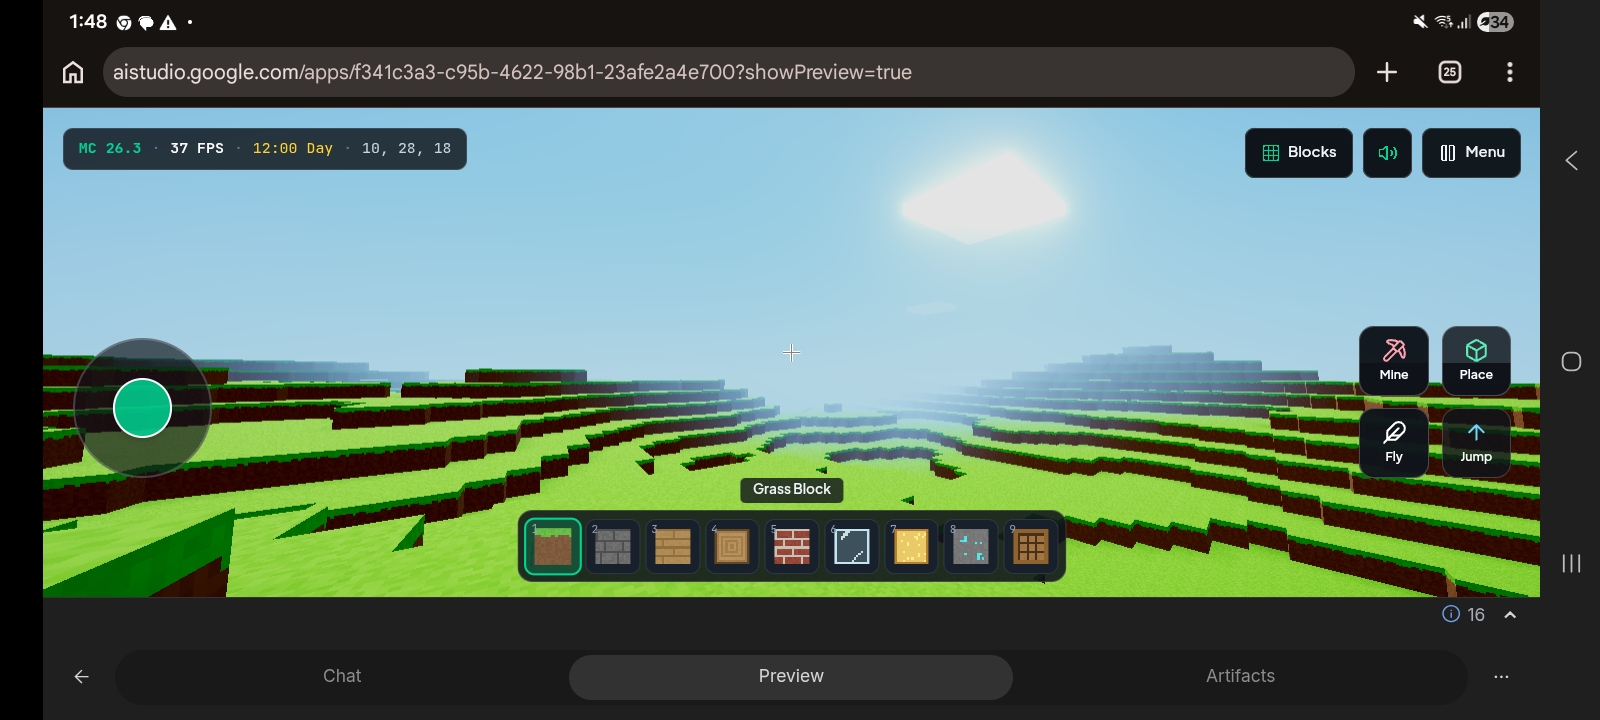 1:48
34
aistudio.google.com/apps/f341c3a3-c95b-4622-98b1-23afe2a4e700?showPreview=true
25
MC 26.3 · 37 FPS · 12:00 Day · 10, 28, 18
Blocks
Menu
Mine
Place
Fly
Jump
Grass Block
1 2 3 4 5 6 7 8 9
16
Chat
Preview
Artifacts